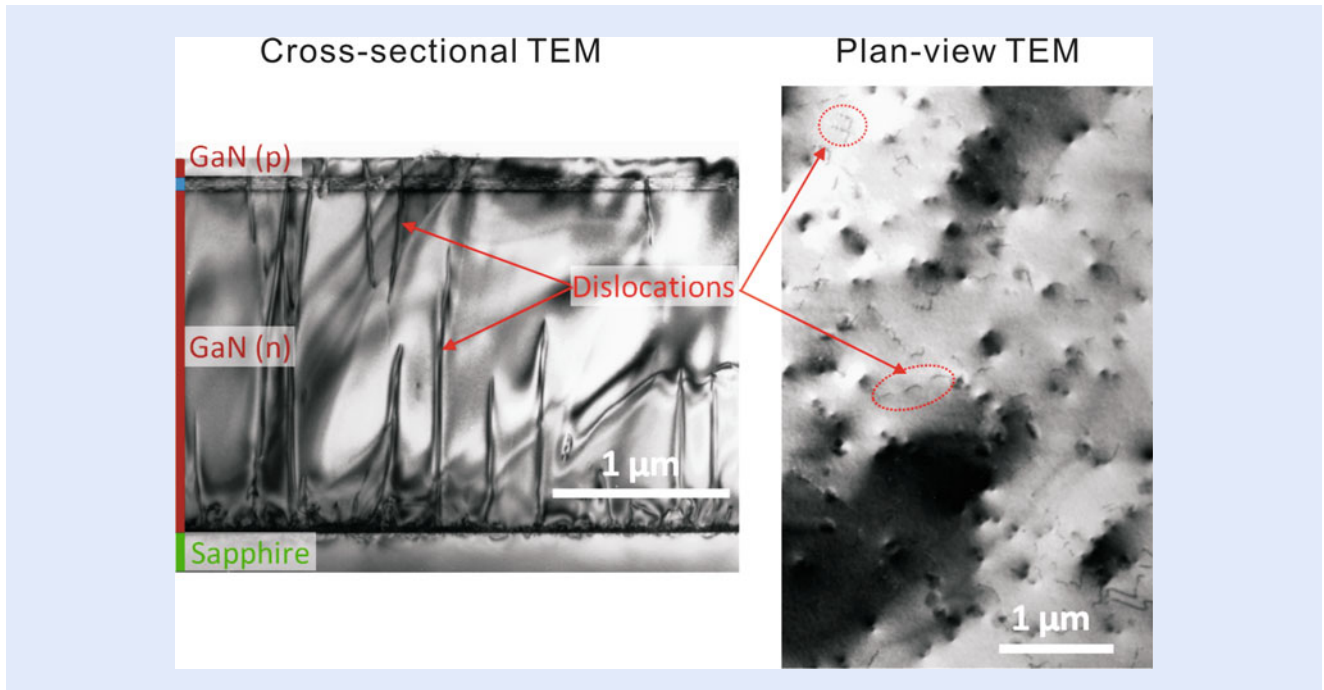 Cross-sectional TEM
Plan-view TEM
GaN (p)
Dislocations
GaN (n)
1 μm
Sapphire
1 μm